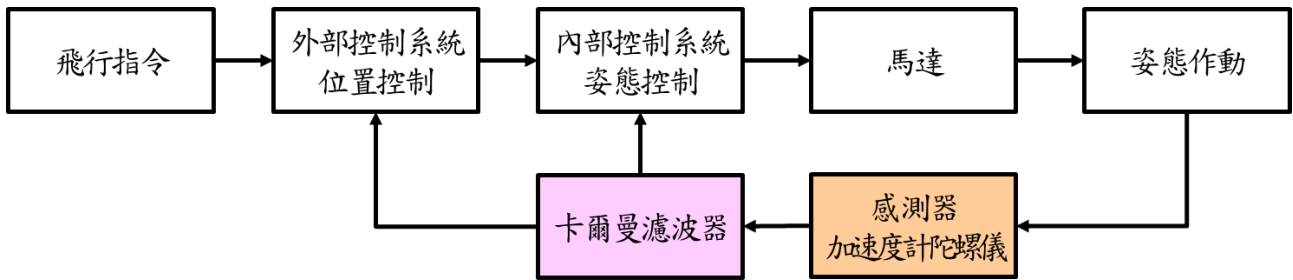 飛行指令
外部控制系統
位置控制
內部控制系統
姿態控制
馬達
姿態作動
卡爾曼濾波器
感測器
加速度計陀螺儀